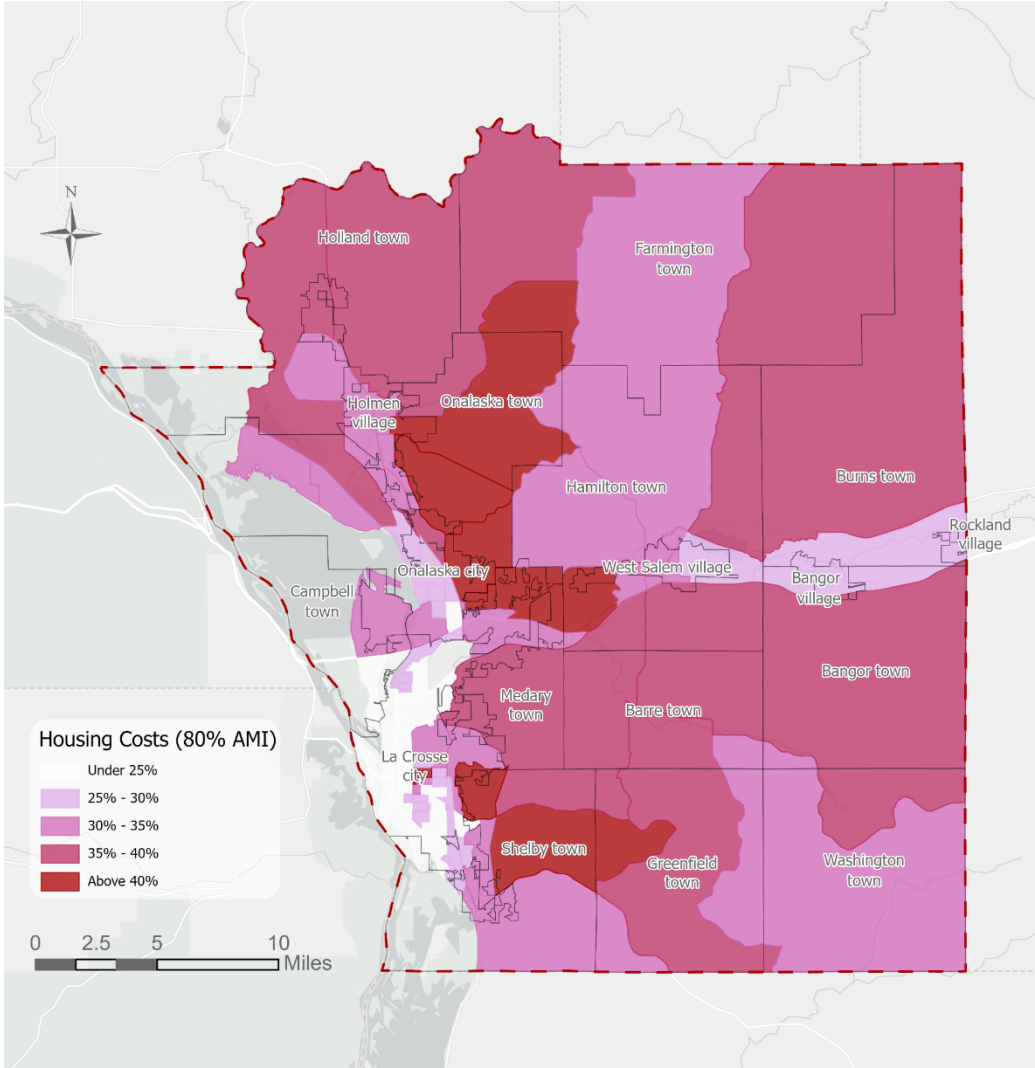 N
Holland town
Farmington
town
Holmen
village
Onalaska town
Hamilton town
Burns town
Rockland
village
Onalaska city
West Salem village
Bangor
village
Campbell
town
Medary
town
Barre town
Bangor town
La Crosse
city
Shelby town
Greenfield
town
Washington
town
Housing Costs (80% AMI)
Under 25%
25% - 30%
30% - 35%
35% - 40%
Above 40%
0 2.5 5 10
Miles